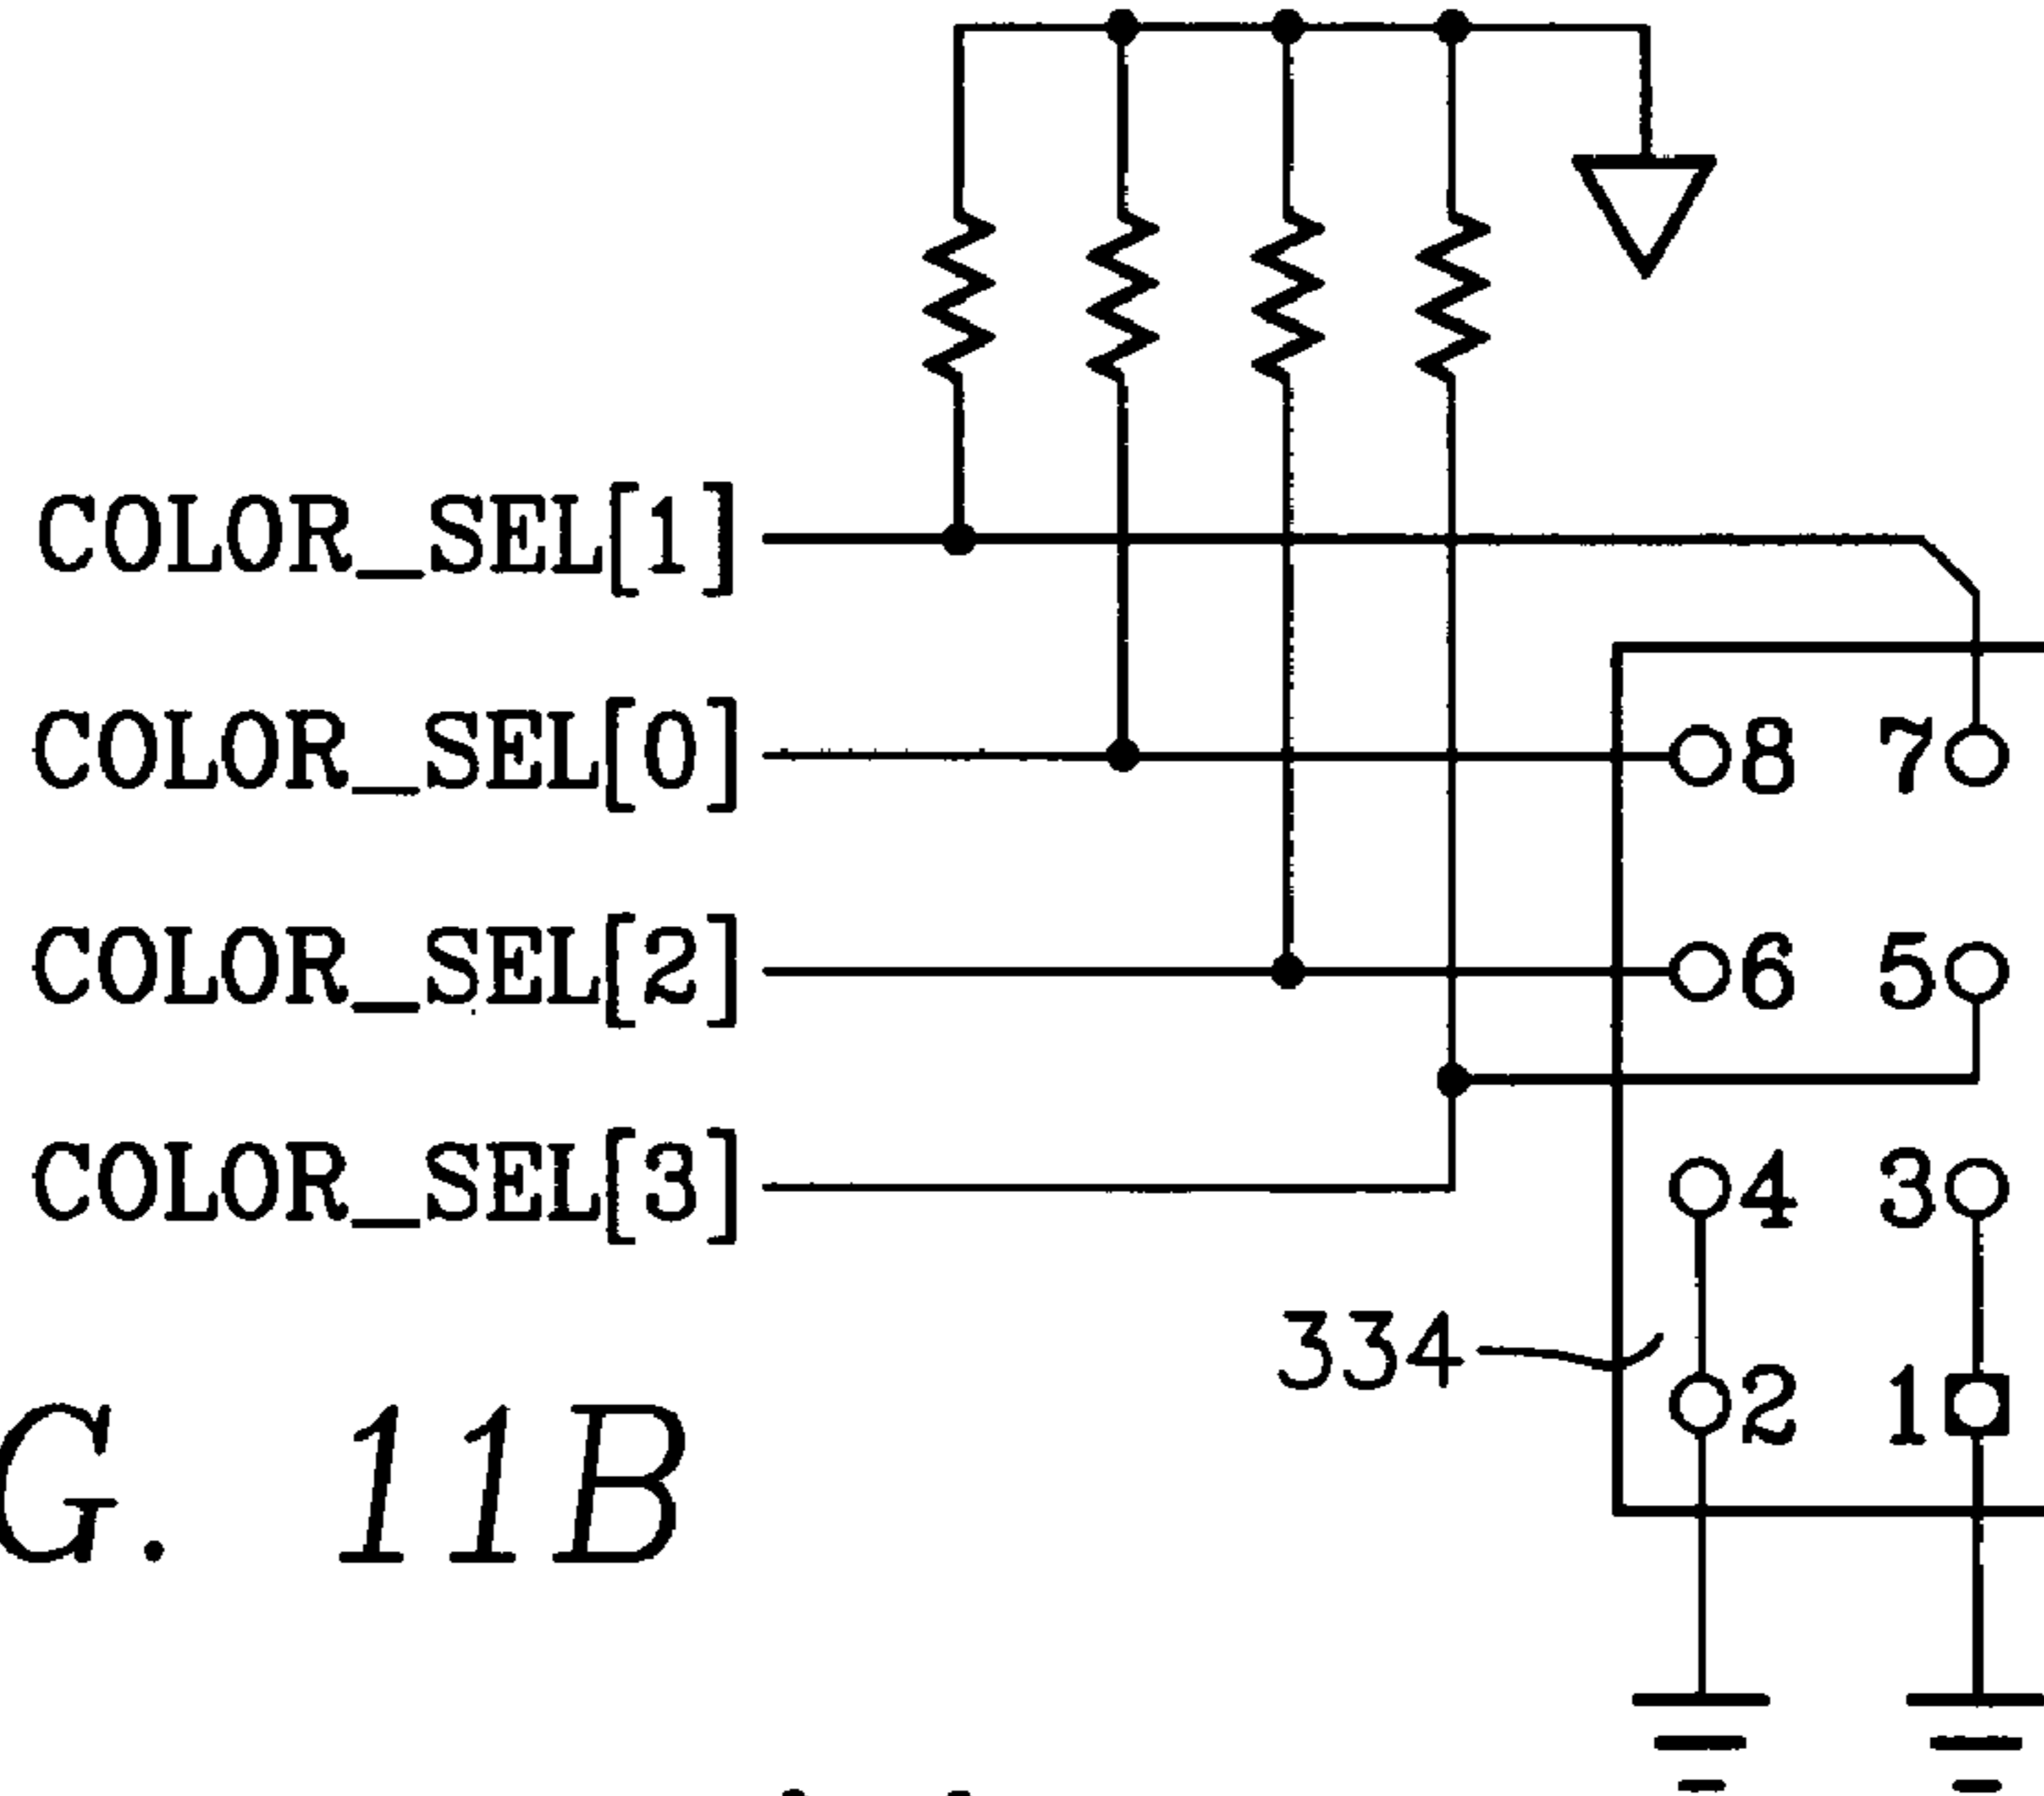 COLOR_SEL[1]
COLOR_SEL[0]
8 7
COLOR_SEL[2]
6 5
COLOR_SEL[3]
4 3
334
2 1
G. 11B